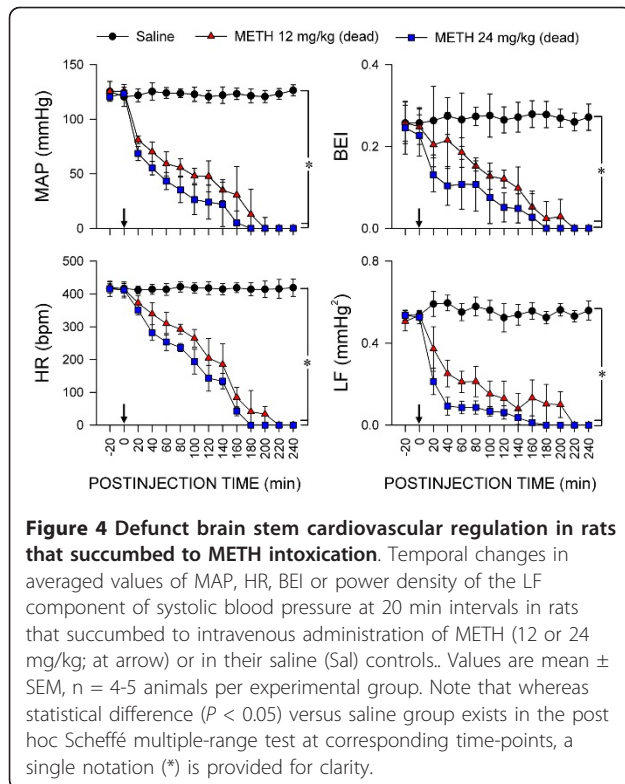 Saline METH 12 mg/kg (dead) METH 24 mg/kg (dead)
MAP (mmHg)
150
100
50
0
BEI
0.4
0.2
0.0
*
*
HR (bpm)
500
400
300
200
100
0
LF (mmHg²)
0.8
0.4
0.0
*
*
-20 0 20 40 60 80 100 120 140 160 180 200 220 240
-20 0 20 40 60 80 100 120 140 160 180 200 220 240
POSTINJECTION TIME (min) POSTINJECTION TIME (min)
Figure 4 Defunct brain stem cardiovascular regulation in rats
that succumbed to METH intoxication. Temporal changes in
averaged values of MAP, HR, BEI or power density of the LF
component of systolic blood pressure at 20 min intervals in rats
that succumbed to intravenous administration of METH (12 or 24
mg/kg; at arrow) or in their saline (Sal) controls.. Values are mean ±
SEM, n = 4-5 animals per experimental group. Note that whereas
statistical difference (P < 0.05) versus saline group exists in the post
hoc Scheffé multiple-range test at corresponding time-points, a
single notation (*) is provided for clarity.